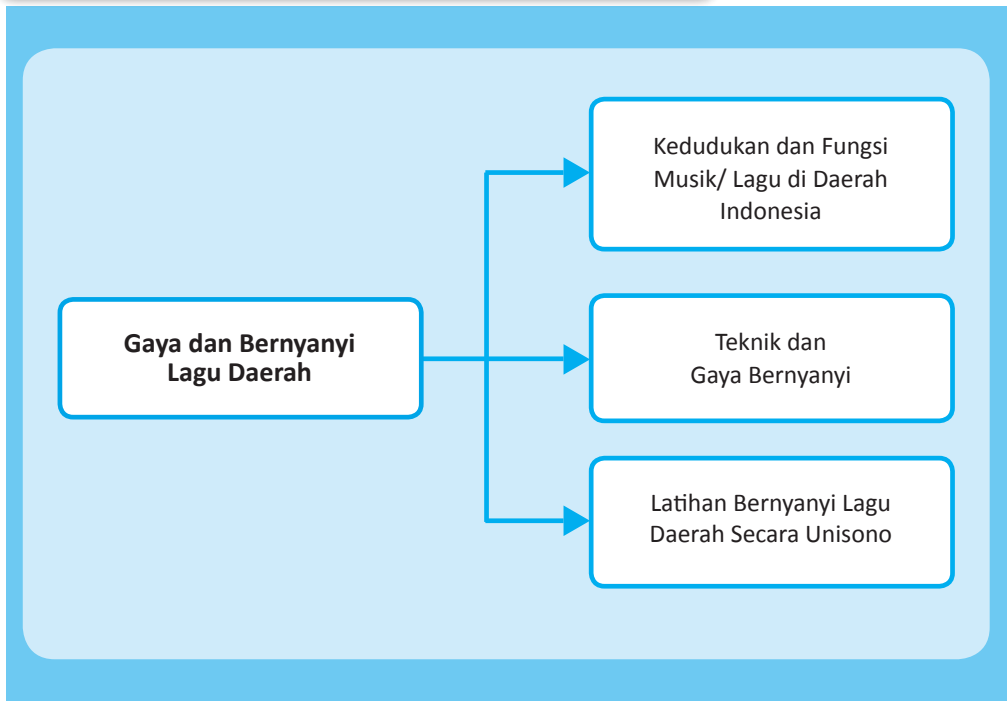 Gaya dan Bernyanyi
Lagu Daerah
Kedudukan dan Fungsi
Musik/ Lagu di Daerah
Indonesia
Teknik dan
Gaya Bernyanyi
Latihan Bernyanyi Lagu
Daerah Secara Unisono